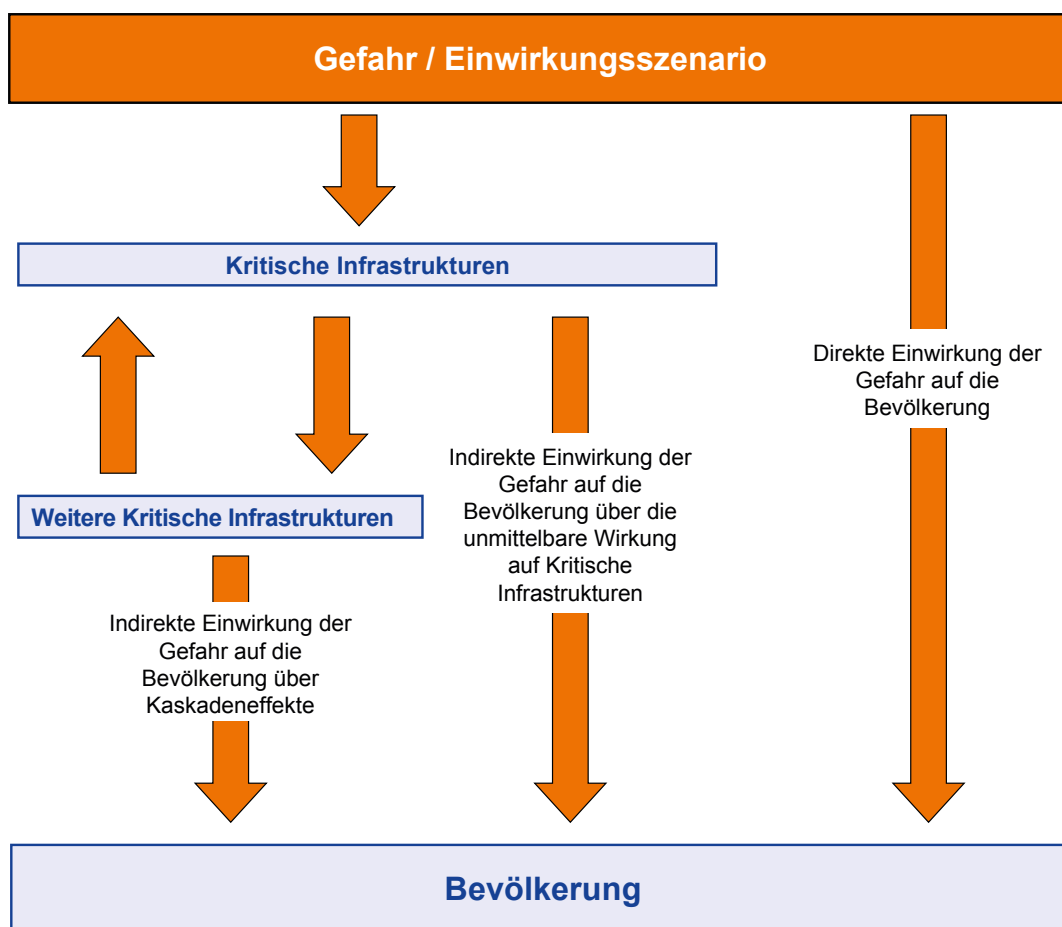 Gefahr / Einwirkungsszenario
Kritische Infrastrukturen
Direkte Einwirkung der
Gefahr auf die
Bevölkerung
Indirekte Einwirkung der
Gefahr auf die
Bevölkerung über die
unmittelbare Wirkung
auf Kritische
Infrastrukturen
Weitere Kritische Infrastrukturen
Indirekte Einwirkung der
Gefahr auf die
Bevölkerung über
Kaskadeneffekte
Bevölkerung